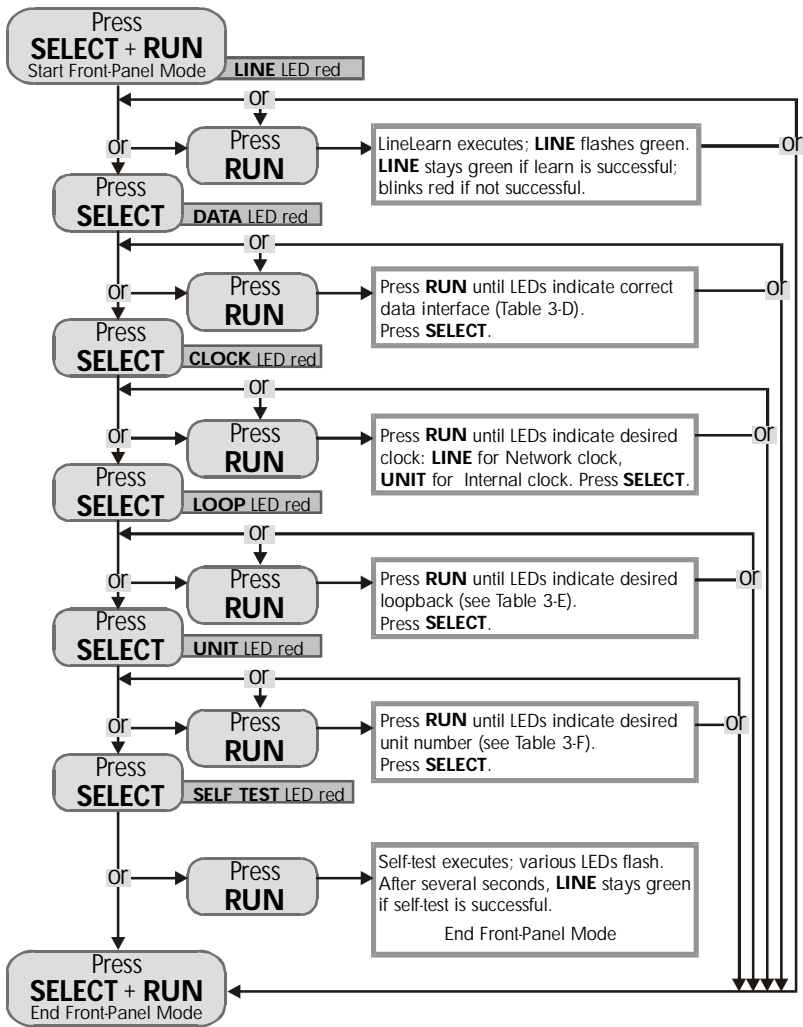 Press
SELECT + RUN
Start Front-Panel Mode
LINE LED red
or
or
Press
RUN
LineLearn executes; LINE flashes green.
LINE stays green if learn is successful;
blinks red if not successful.
or
Press
SELECT
DATA LED red
or
or
Press
RUN
Press RUN until LEDs indicate correct
data interface (Table 3-D).
Press SELECT.
or
Press
SELECT
CLOCK LED red
or
or
Press
RUN
Press RUN until LEDs indicate desired
clock: LINE for Network clock,
UNIT for Internal clock. Press SELECT.
or
Press
SELECT
LOOP LED red
or
or
Press
RUN
Press RUN until LEDs indicate desired
loopback (see Table 3-E).
Press SELECT.
or
Press
SELECT
UNIT LED red
or
or
Press
RUN
Press RUN until LEDs indicate desired
unit number (see Table 3-F).
Press SELECT.
or
Press
SELECT
SELF TEST LED red
or
Press
RUN
Self-test executes; various LEDs flash.
After several seconds, LINE stays green
if self-test is successful.
End Front-Panel Mode
Press
SELECT + RUN
End Front-Panel Mode